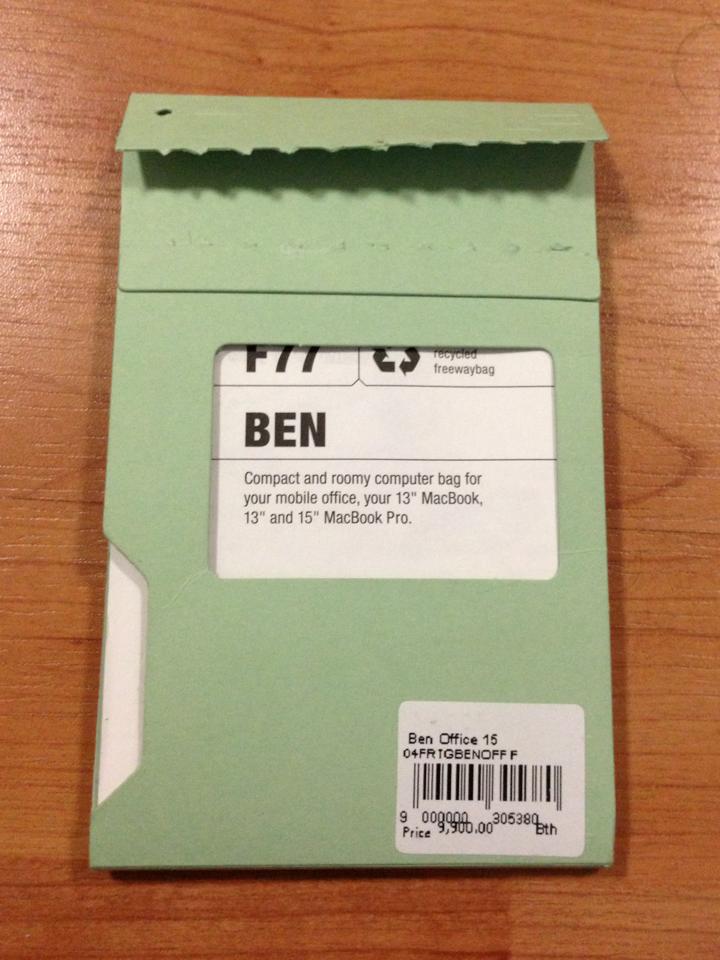 F77
recycled
freewaybag
BEN
Compact and roomy computer bag for
your mobile office, your 13" MacBook,
13" and 15" MacBook Pro.
Ben Office 15
04FRTGBENOFF F
9 000000 305380
Price 9,900.00 Bth